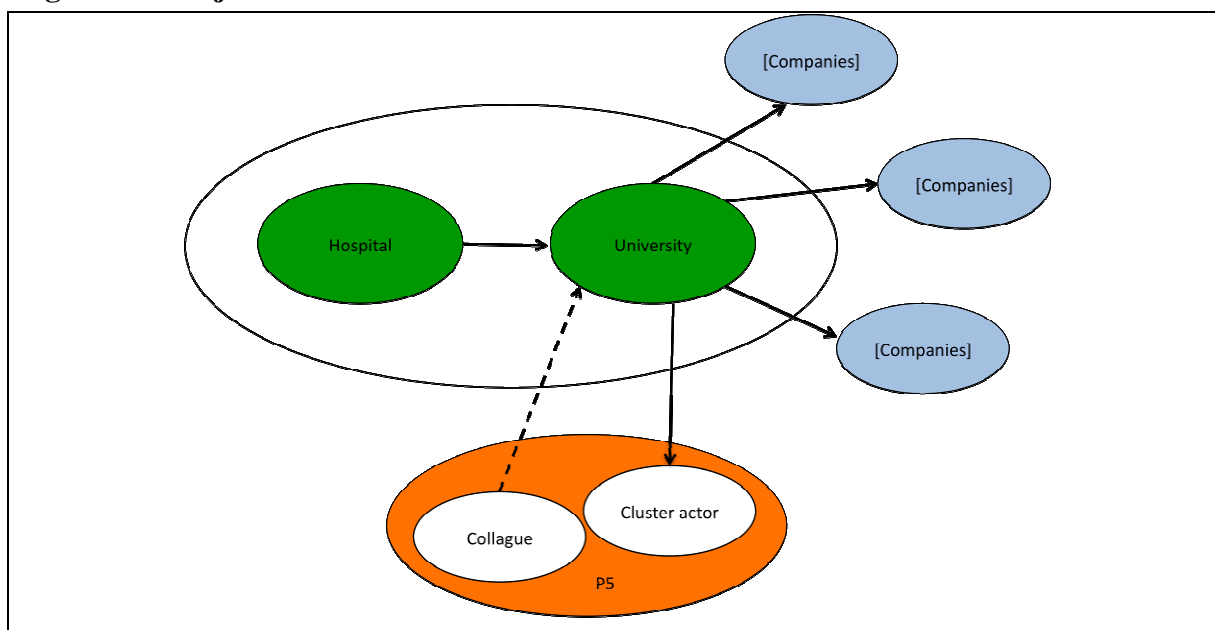 [Companies]
[Companies]
Hospital
University
[Companies]
Cluster actor
Collague
P5